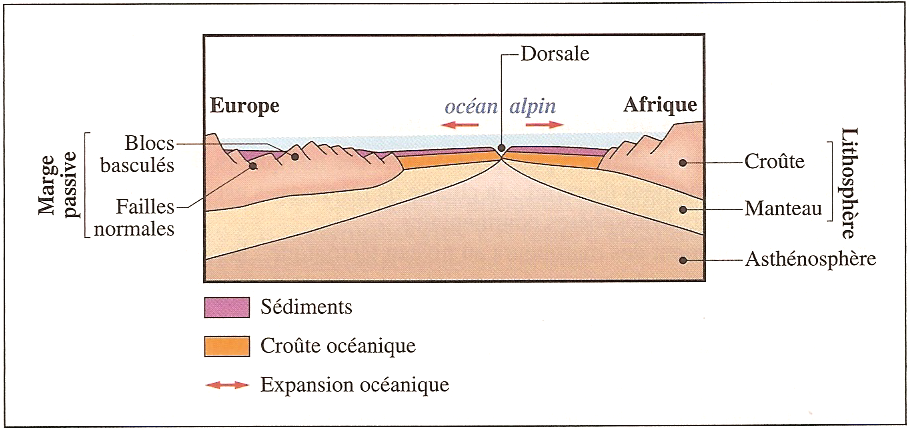 Dorsale
Europe
océan alpin
Afrique
Marge
passive
Blocs
basculés
Failles
normales
Croûte
Manteau
Lithosphère
Asthénosphère
Sédiments
Croûte océanique
Expansion océanique